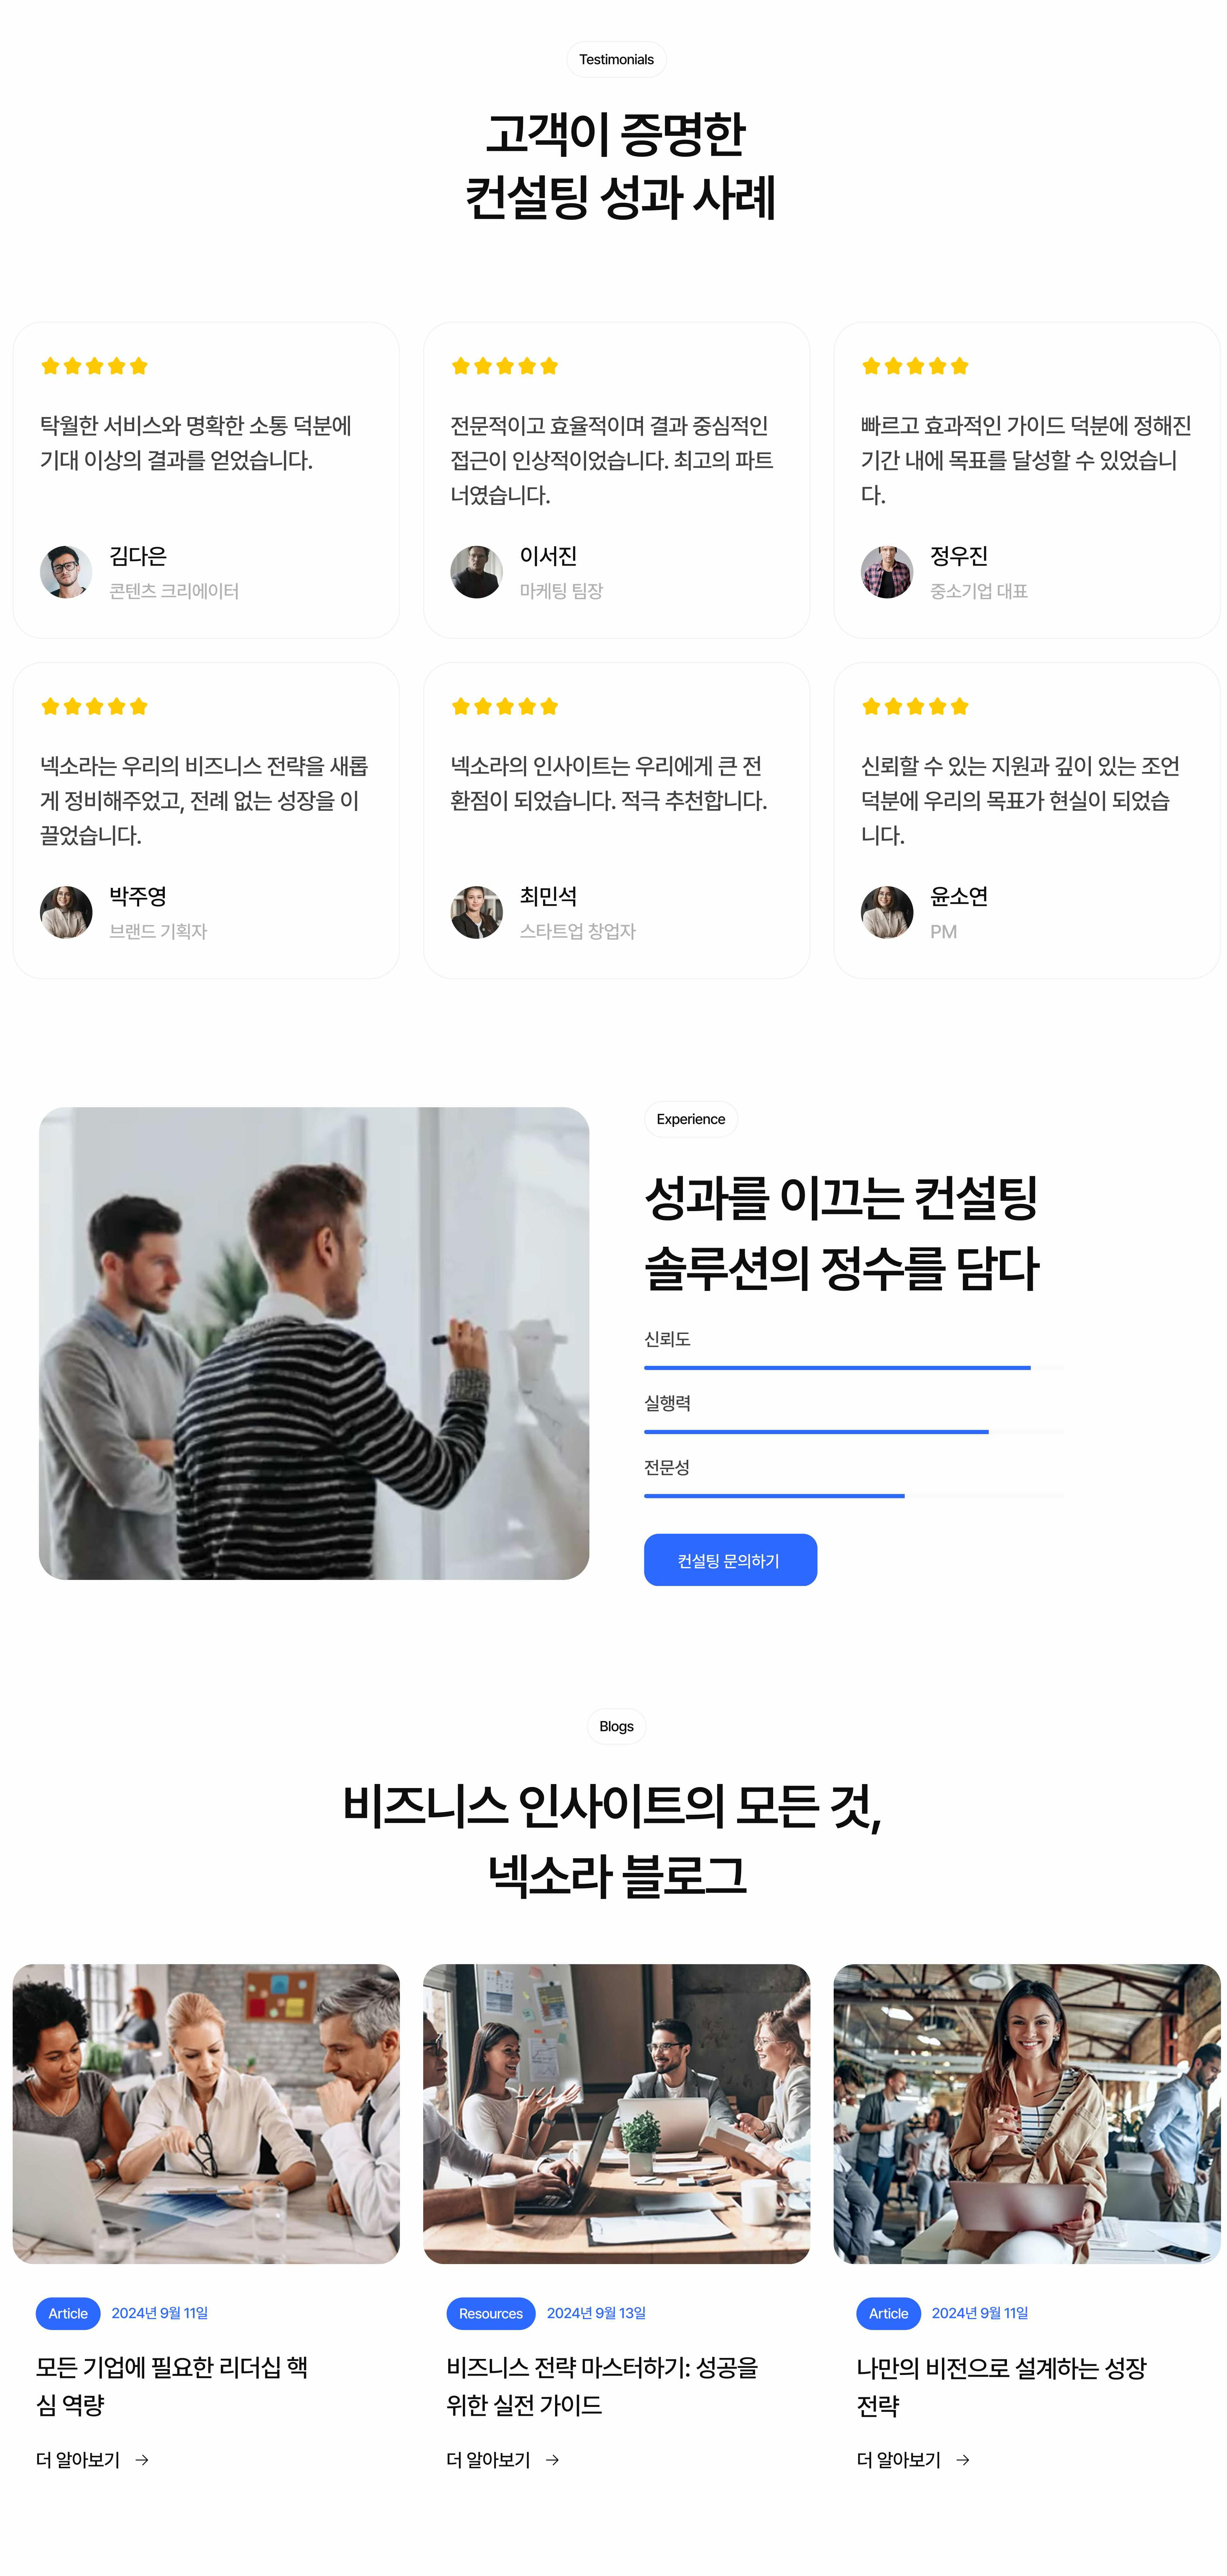 Testimonials
고객이 증명한
컨설팅 성과 사례
탁월한 서비스와 명확한 소통 덕분에
기대 이상의 결과를 얻었습니다.
김다은
콘텐츠 크리에이터
전문적이고 효율적이며 결과 중심적인
접근이 인상적이었습니다. 최고의 파트
너였습니다.
이서진
마케팅 팀장
빠르고 효과적인 가이드 덕분에 정해진
기간 내에 목표를 달성할 수 있었습니
다.
정우진
중소기업 대표
넥소라는 우리의 비즈니스 전략을 새롭
게 정비해주었고, 전례 없는 성장을 이
끌었습니다.
박주영
브랜드 기획자
넥소라의 인사이트는 우리에게 큰 전
환점이 되었습니다. 적극 추천합니다.
최민석
스타트업 창업자
신뢰할 수 있는 지원과 깊이 있는 조언
덕분에 우리의 목표가 현실이 되었습
니다.
윤소연
PM
Experience
성과를 이끄는 컨설팅
솔루션의 정수를 담다
신뢰도
실행력
전문성
컨설팅 문의하기
Blogs
비즈니스 인사이트의 모든 것,
넥소라 블로그
Article 2024년 9월 11일
모든 기업에 필요한 리더십 핵
심 역량
더 알아보기 →
Resources 2024년 9월 13일
비즈니스 전략 마스터하기: 성공을
위한 실전 가이드
더 알아보기 →
Article 2024년 9월 11일
나만의 비전으로 설계하는 성장
전략
더 알아보기 →